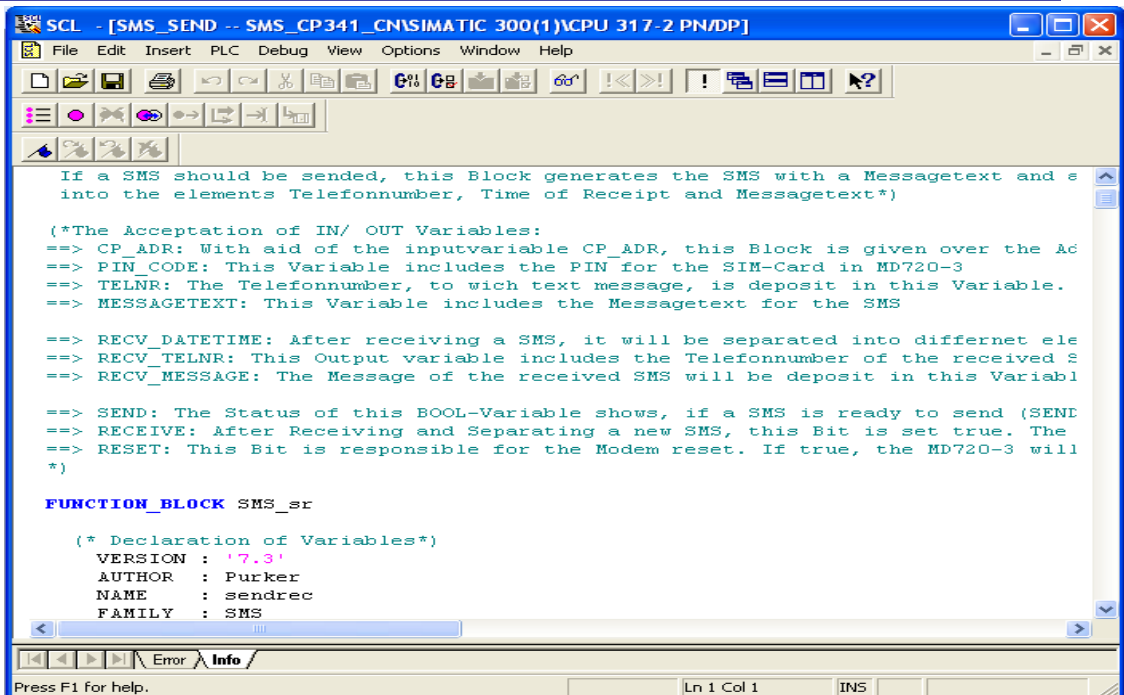 SCL - [SMS_SEND -- SMS_CP341_CN\SIMATIC 300(1)\CPU 317-2 PN/DP]
File Edit Insert PLC Debug View Options Window Help
If a SMS should be sended, this Block generates the SMS with a Messagetext and s
into the elements Telefonnumber, Time of Receipt and Messagetext*)
(*The Acceptation of IN/ OUT Variables:
==> CP_ADR: With aid of the inputvariable CP_ADR, this Block is given over the Ad
==> PIN_CODE: This Variable includes the PIN for the SIM-Card in MD720-3
==> TELNR: The Telefonnumber, to wich text message, is deposit in this Variable.
==> MESSAGETEXT: This Variable includes the Messagetext for the SMS
==> RECV_DATETIME: After receiving a SMS, it will be separated into differnet ele
==> RECV_TELNR: This Output variable includes the Telefonnumber of the received S
==> RECV_MESSAGE: The Message of the received SMS will be deposit in this Variabl
==> SEND: The Status of this BOOL-Variable shows, if a SMS is ready to send (SEND
==> RECEIVE: After Receiving and Separating a new SMS, this Bit is set true. The
==> RESET: This Bit is responsible for the Modem reset. If true, the MD720-3 will
*)
FUNCTION_BLOCK SMS_sr
(* Declaration of Variables*)
VERSION : '7.3'
AUTHOR : Purker
NAME : sendrec
FAMILY : SMS
Error Info
Press F1 for help. Ln 1 Col 1 INS